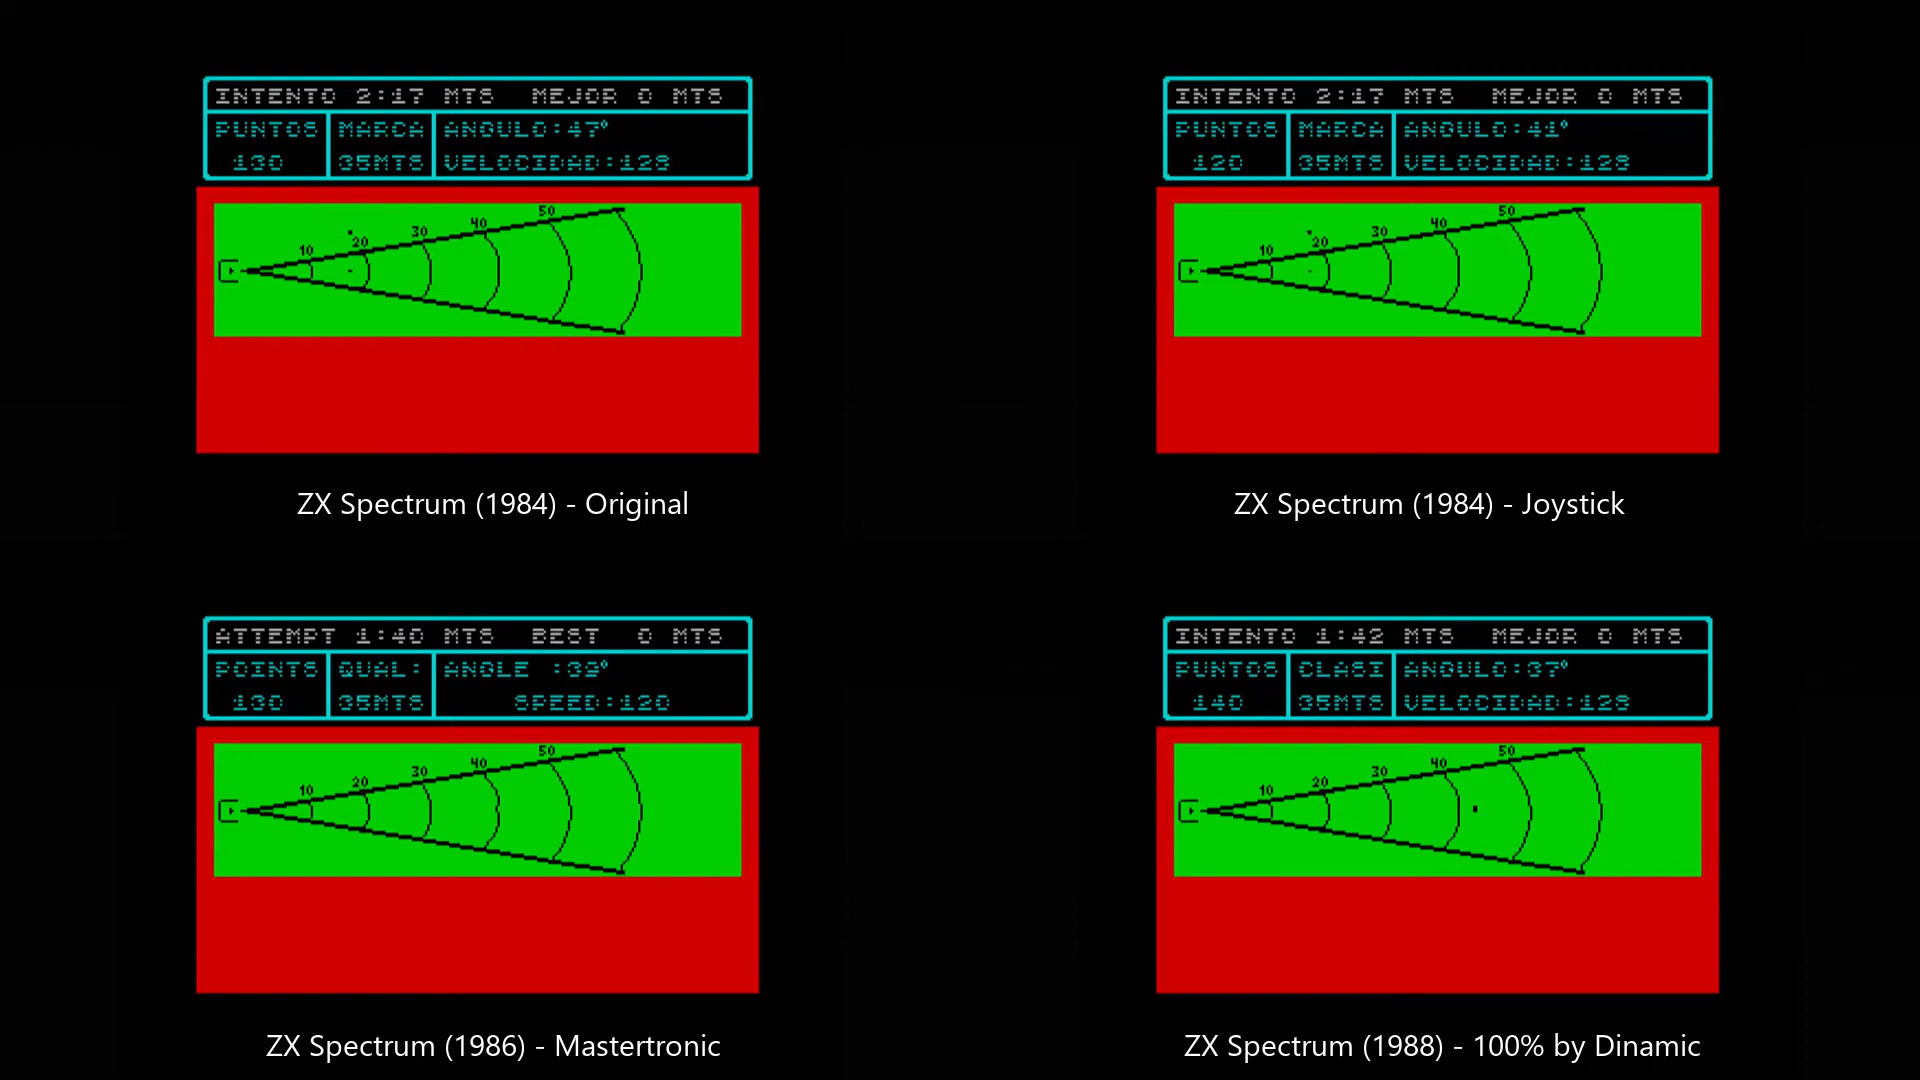 INTENTO 2:17 MTS MEJOR 0 MTS
PUNTOS MARCA ANGULO:47°
130 35MTS VELOCIDAD:128
50
40
30
20
10
ZX Spectrum (1984) - Original
INTENTO 2:17 MTS MEJOR 0 MTS
PUNTOS MARCA ANGULO:41°
120 35MTS VELOCIDAD:128
50
40
30
20
10
ZX Spectrum (1984) - Joystick
ATTEMPT 1:40 MTS BEST 0 MTS
POINTS QUAL: ANGLE :39°
130 35MTS SPEED:120
50
40
30
20
10
ZX Spectrum (1986) - Mastertronic
INTENTO 1:42 MTS MEJOR 0 MTS
PUNTOS CLASI ANGULO:37°
140 35MTS VELOCIDAD:128
50
40
30
20
10
ZX Spectrum (1988) - 100% by Dinamic